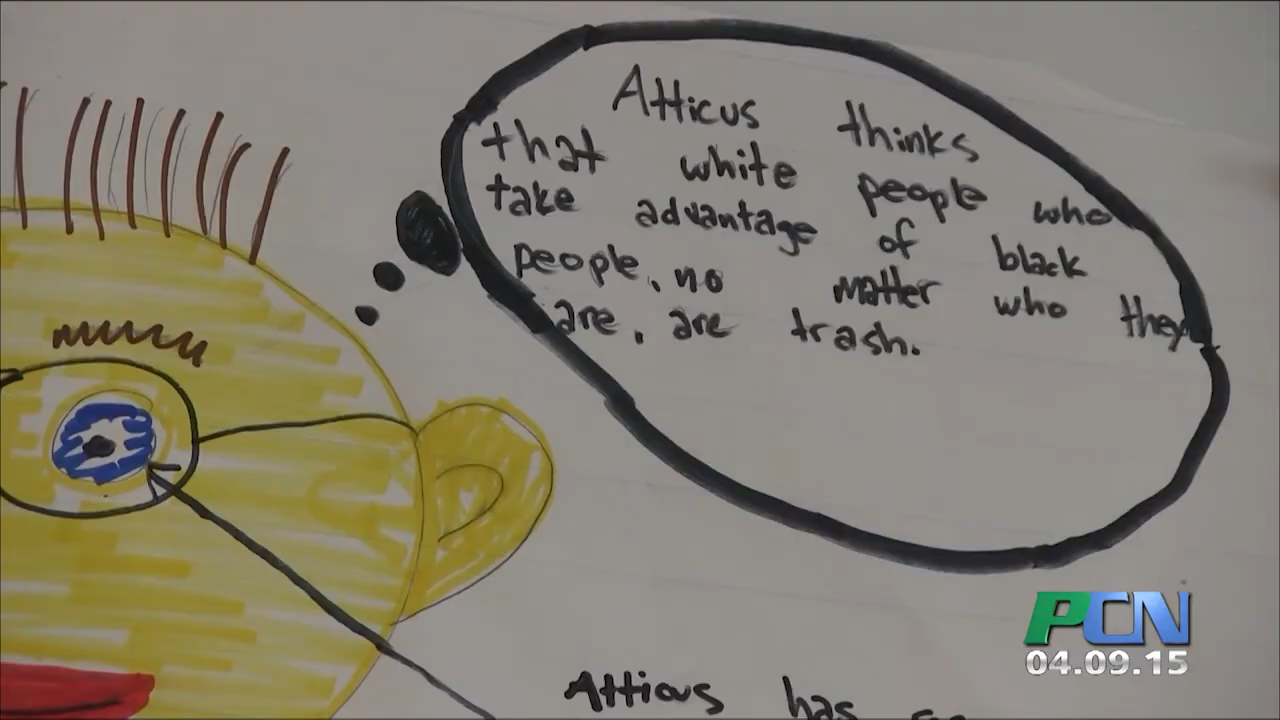 Atticus thinks
that white people who
take advantage of black
people, no matter who they
are, are trash.
Atticus has
PCN
04.09.15